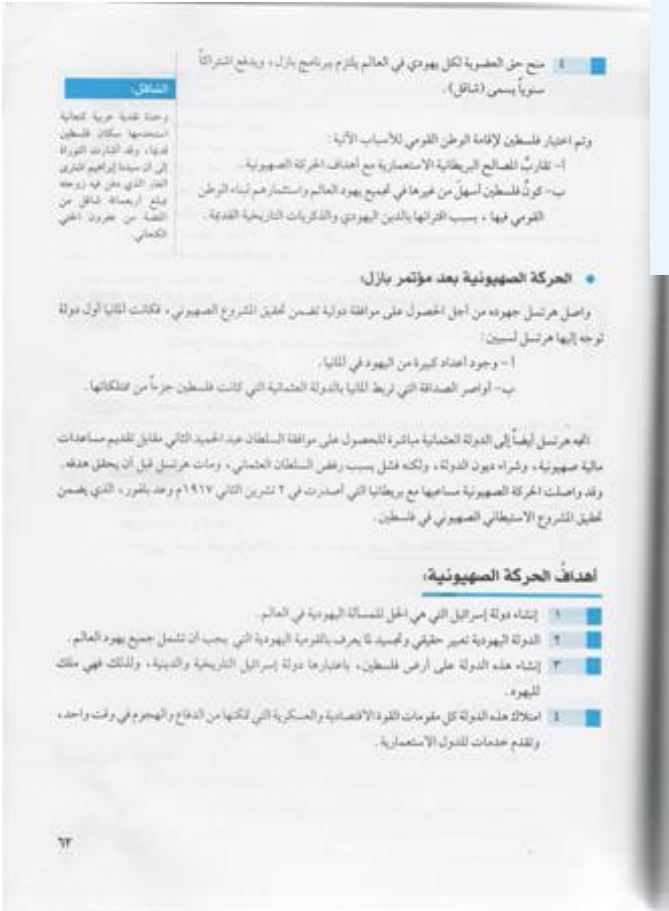 ٤ منح حق العضوية لكل يهودي في العالم يلتزم ببرنامج بازل، ويدفع اشتراكاً
سنوياً يسمى (شاقل).
الشاقل:
وحدة نقدية عربية كنعانية
استخدمها سكان فلسطين
قديماً، وقد أشارت التوراة
إلى أن سيدنا إبراهيم اشترى
الغار الذي دفن فيه زوجته
بمبلغ أربعمائة شاقل من
الفضة من عفرون الحثي
الكنعاني.
وتم اختيار فلسطين لإقامة الوطن القومي للأسباب الآتية:
أ- تقاربُ المصالح البريطانية الاستعمارية مع أهداف الحركة الصهيونية.
ب- كونُ فلسطين أسهل من غيرها في تجميع يهود العالم واستثمارهم لبناء الوطن
القومي فيها، بسبب اقترانها بالدين اليهودي والذكريات التاريخية القديمة.
الحركة الصهيونية بعد مؤتمر بازل:
واصل هرتسل جهوده من أجل الحصول على موافقة دولية تضمن تحقيق المشروع الصهيوني، فكانت ألمانيا أول دولة
توجه إليها هرتسل لسببين:
أ- وجود أعداد كبيرة من اليهود في ألمانيا.
ب- أواصر الصداقة التي تربط ألمانيا بالدولة العثمانية التي كانت فلسطين جزءاً من ممتلكاتها.
اتجه هرتسل أيضاً إلى الدولة العثمانية مباشرة للحصول على موافقة السلطان عبد الحميد الثاني مقابل تقديم مساعدات
مالية صهيونية، وشراء ديون الدولة، ولكنه فشل بسبب رفض السلطان العثماني، ومات هرتسل قبل أن يحقق هدفه.
وقد واصلت الحركة الصهيونية مساعيها مع بريطانيا التي أصدرت في ٢ تشرين الثاني ١٩١٧م وعد بلفور، الذي يضمن
تحقيق المشروع الاستيطاني الصهيوني في فلسطين.
أهدافُ الحركة الصهيونية:
١ إنشاء دولة إسرائيل التي هي الحل للمسألة اليهودية في العالم.
٢ الدولة اليهودية تعبير حقيقي وتجسيد لما يعرف بالقومية اليهودية التي يجب أن تشمل جميع يهود العالم.
٣ إنشاء هذه الدولة على أرض فلسطين، باعتبارها دولة إسرائيل التاريخية والدينية، ولذلك فهي ملك
لليهود.
٤ امتلاك هذه الدولة كل مقومات القوة الاقتصادية والعسكرية التي تمكنها من الدفاع والهجوم في وقت واحد،
وتقدم خدمات للدول الاستعمارية.
٦٣